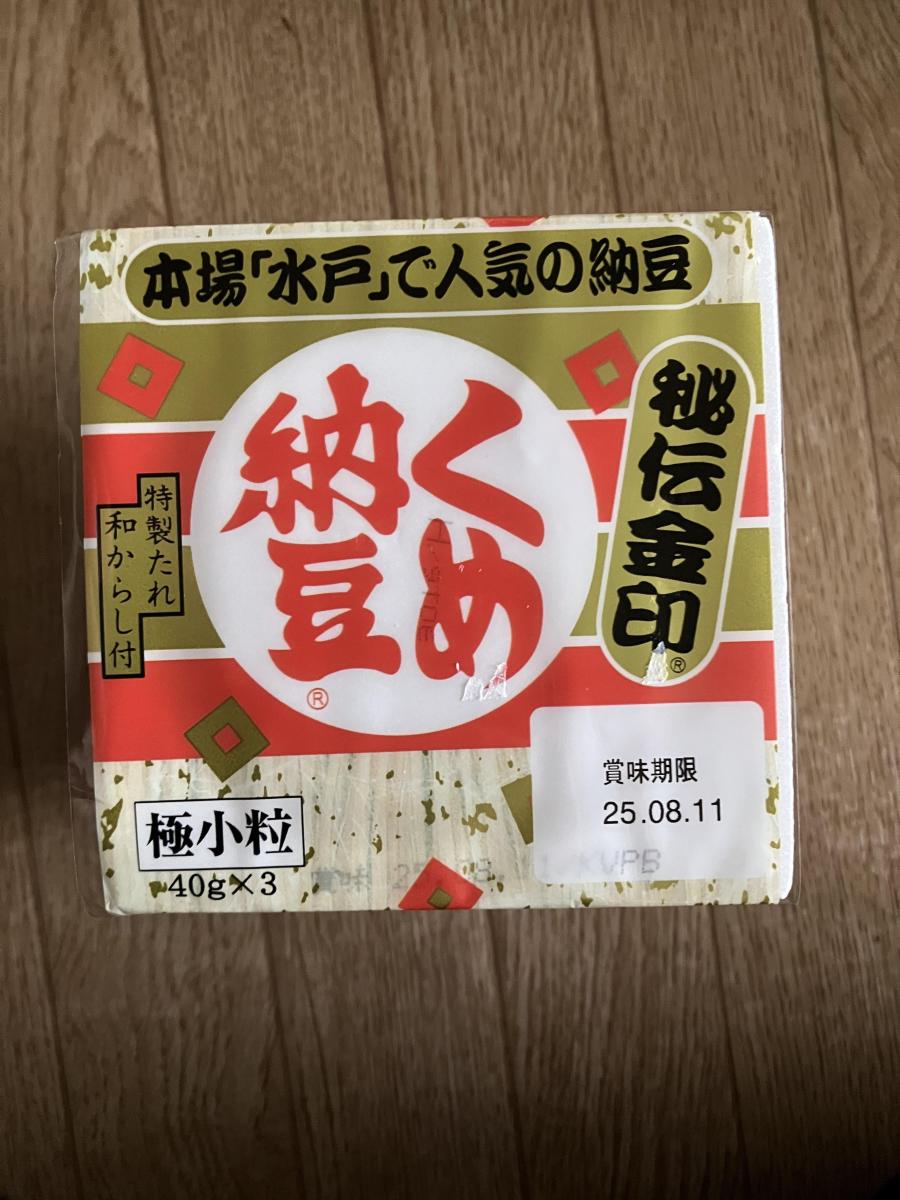 本場「水戸」で人気の納豆
くめ
納豆
®
秘伝金印
®
特製たれ
和からし付
賞味期限
25.08.11
極小粒
40g×3